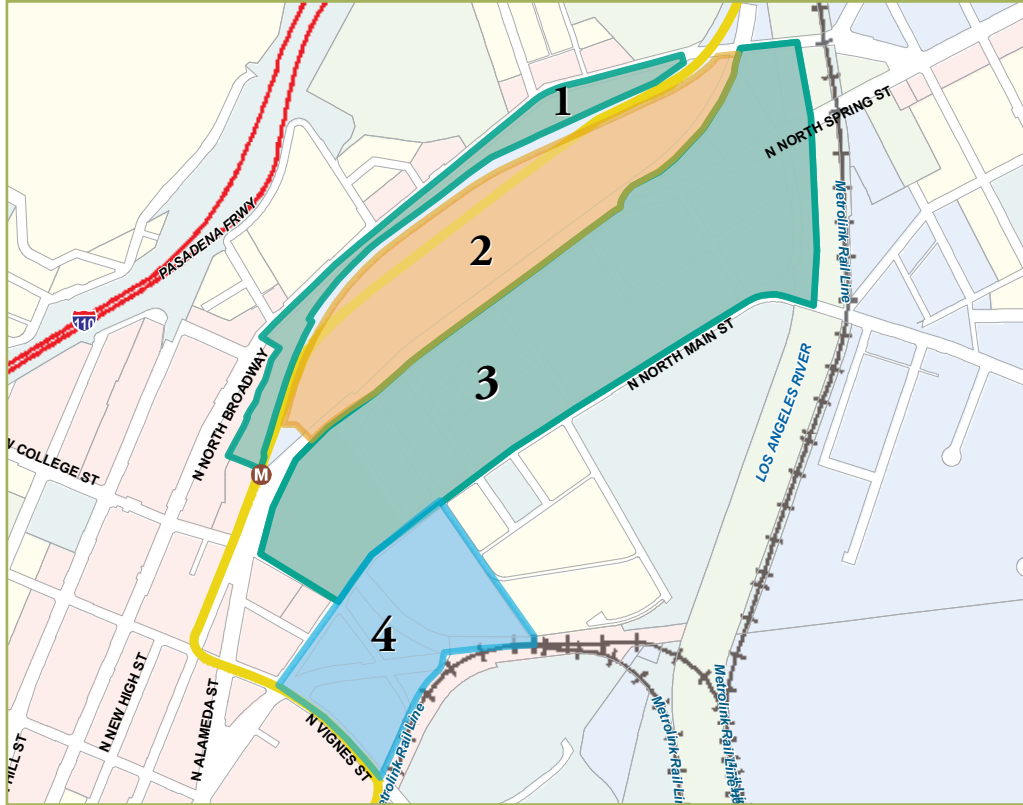 1
N NORTH SPRING ST
Metrolink Rail Line
PASADENA FRWY
2
110
N NORTH MAIN ST
3
N NORTH BROADWAY
LOS ANGELES RIVER
W COLLEGE ST
M
4
N NEW HIGH ST
N ALAMEDA ST
N VIGNES ST
HILL ST
etrolink Rail Line
Metrolink Rail Li
Metrolink Rail Line